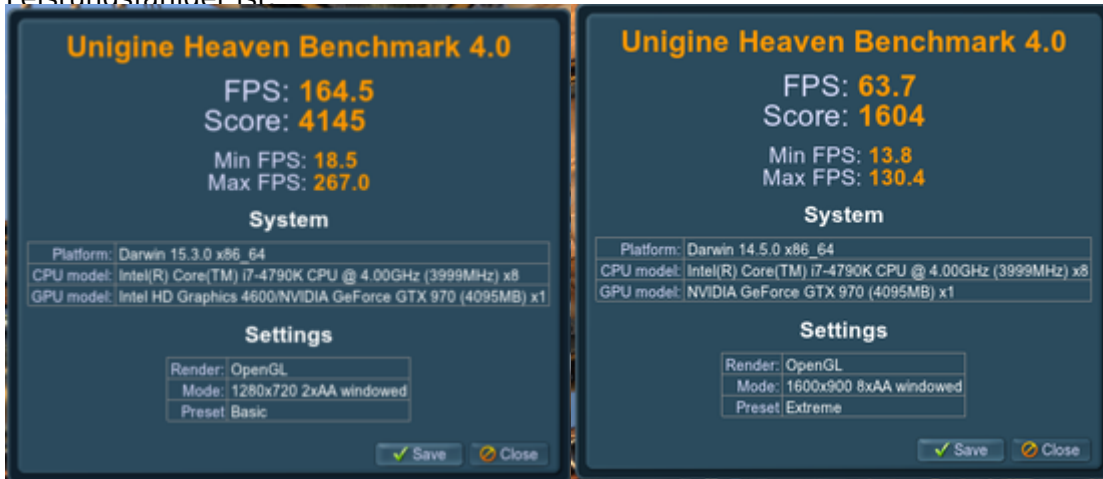 Leistungsfähiger ist.
Unigine Heaven Benchmark 4.0
FPS: 164.5
Score: 4145
Min FPS: 18.5
Max FPS: 267.0
System
Platform: Darwin 15.3.0 x86_64
CPU model: Intel(R) Core(TM) i7-4790K CPU @ 4.00GHz (3999MHz) x8
GPU model: Intel HD Graphics 4600/NVIDIA GeForce GTX 970 (4095MB) x1
Settings
Render: OpenGL
Mode: 1280x720 2xAA windowed
Preset Basic
Save Close
Unigine Heaven Benchmark 4.0
FPS: 63.7
Score: 1604
Min FPS: 13.8
Max FPS: 130.4
System
Platform: Darwin 14.5.0 x86_64
CPU model: Intel(R) Core(TM) i7-4790K CPU @ 4.00GHz (3999MHz) x8
GPU model: NVIDIA GeForce GTX 970 (4095MB) x1
Settings
Render: OpenGL
Mode: 1600x900 8xAA windowed
Preset Extreme
Save Close